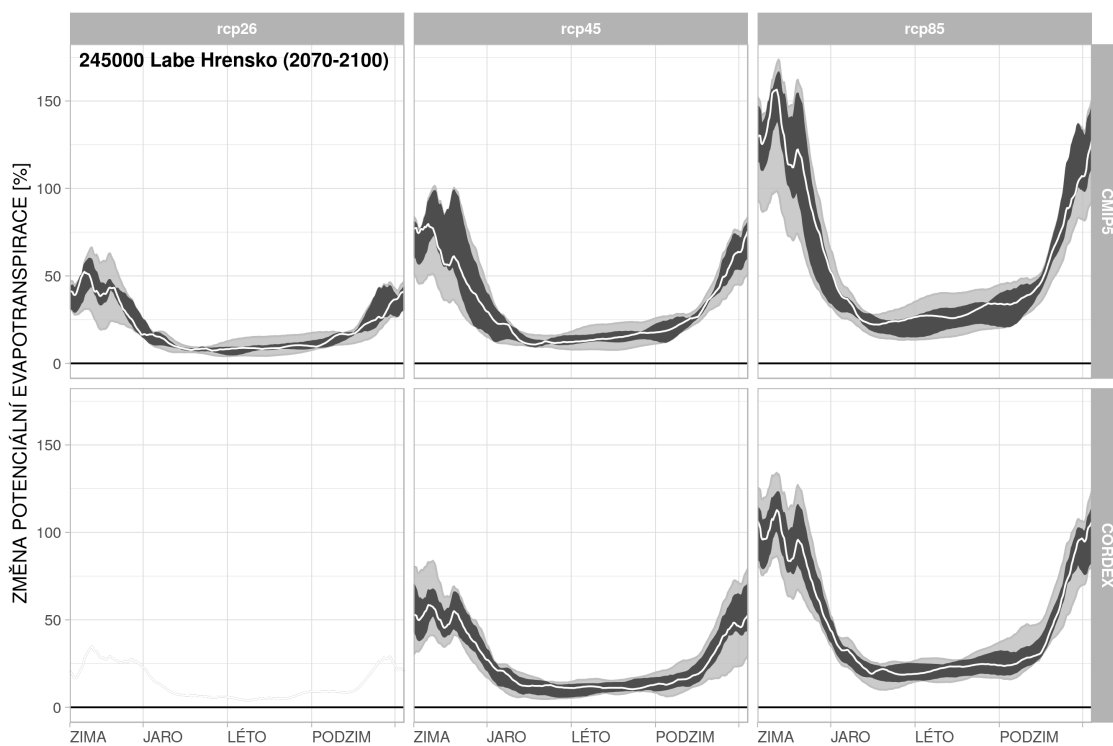 rcp26 rcp45 rcp85
245000 Labe Hrensko (2070-2100)
ZMĚNA POTENCIÁLNÍ EVAPOTRANSPIRACE [%]
150
100
50
0
CMIP5
150
100
50
0
CORDEX
ZIMA JARO LÉTO PODZIM ZIMA JARO LÉTO PODZIM ZIMA JARO LÉTO PODZIM